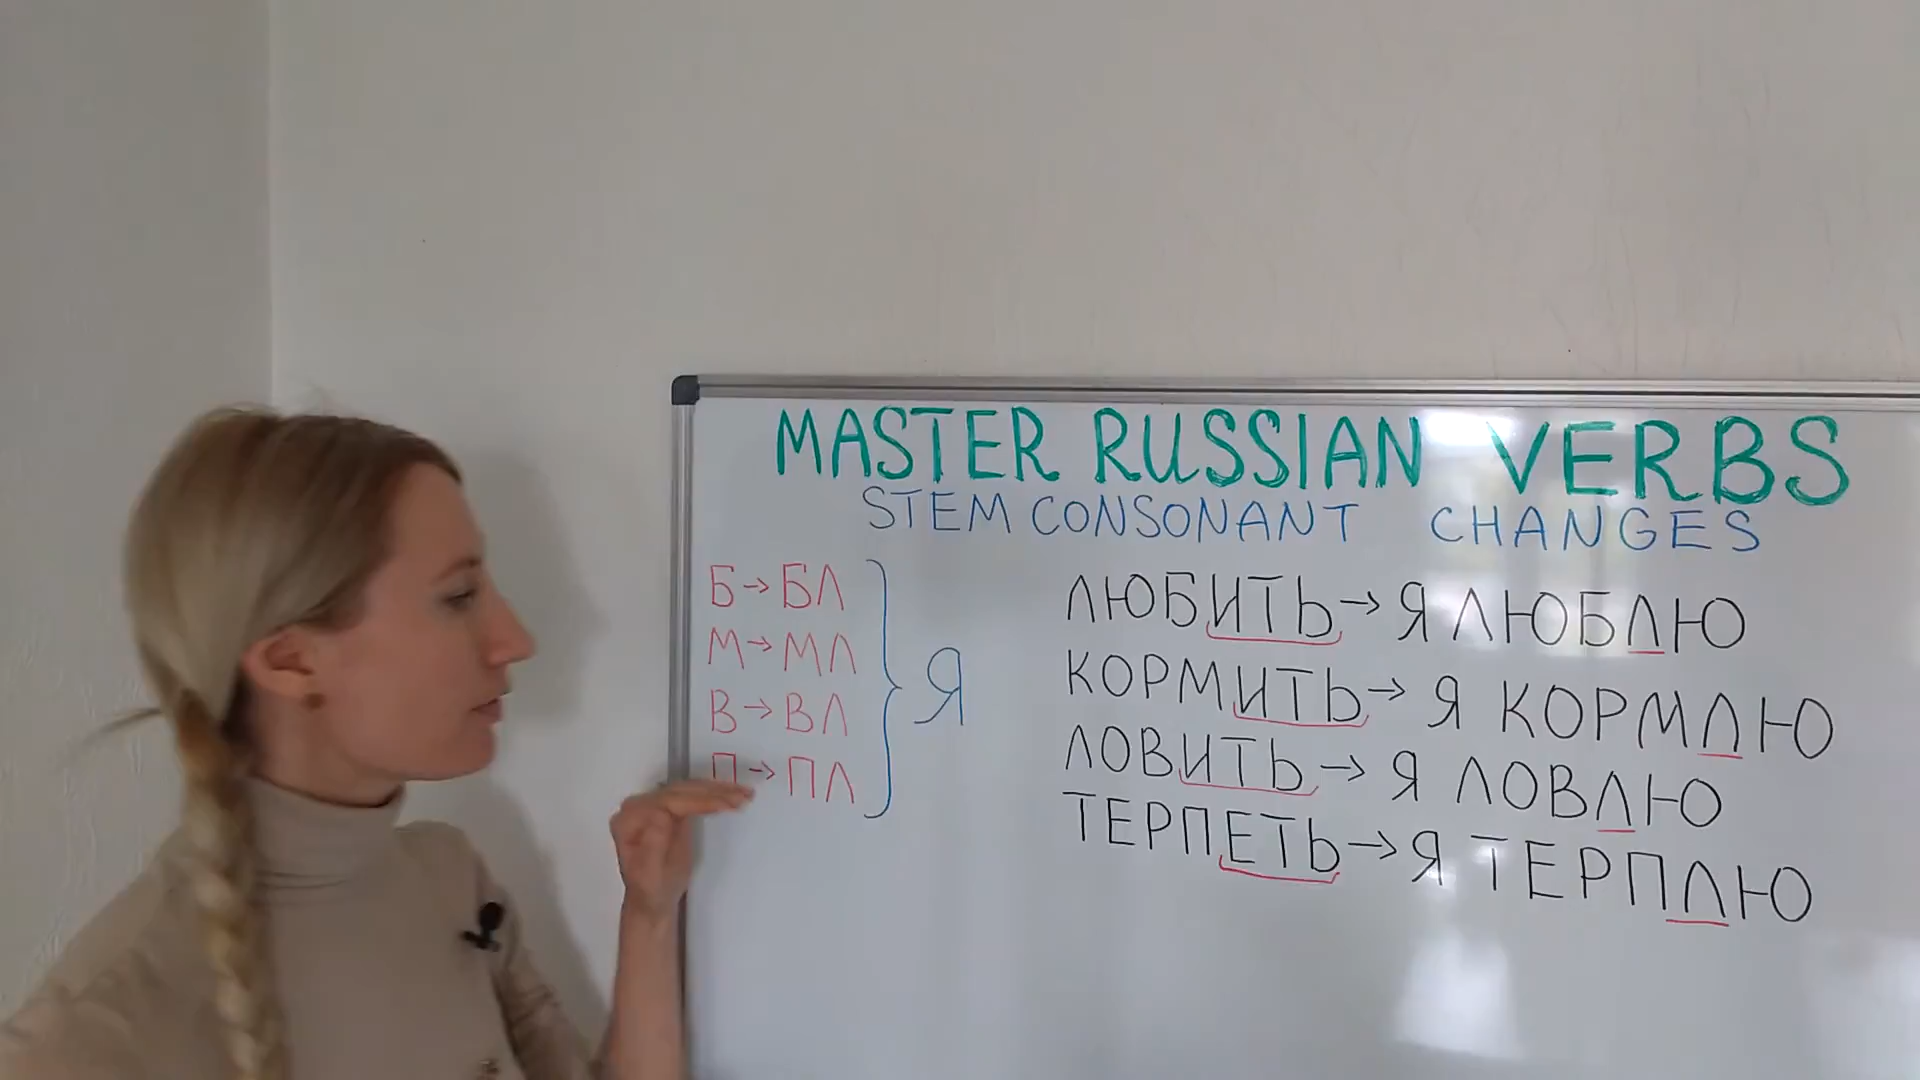 MASTER RUSSIAN VERBS
STEM CONSONANT CHANGES
Б→БЛ
М→МЛ
В→ВЛ
П→ПЛ
Я
ЛЮБИТЬ→Я ЛЮБЛЮ
КОРМИТЬ→Я КОРМЛЮ
ЛОВИТЬ→Я ЛОВЛЮ
ТЕРПЕТЬ→Я ТЕРПЛЮ